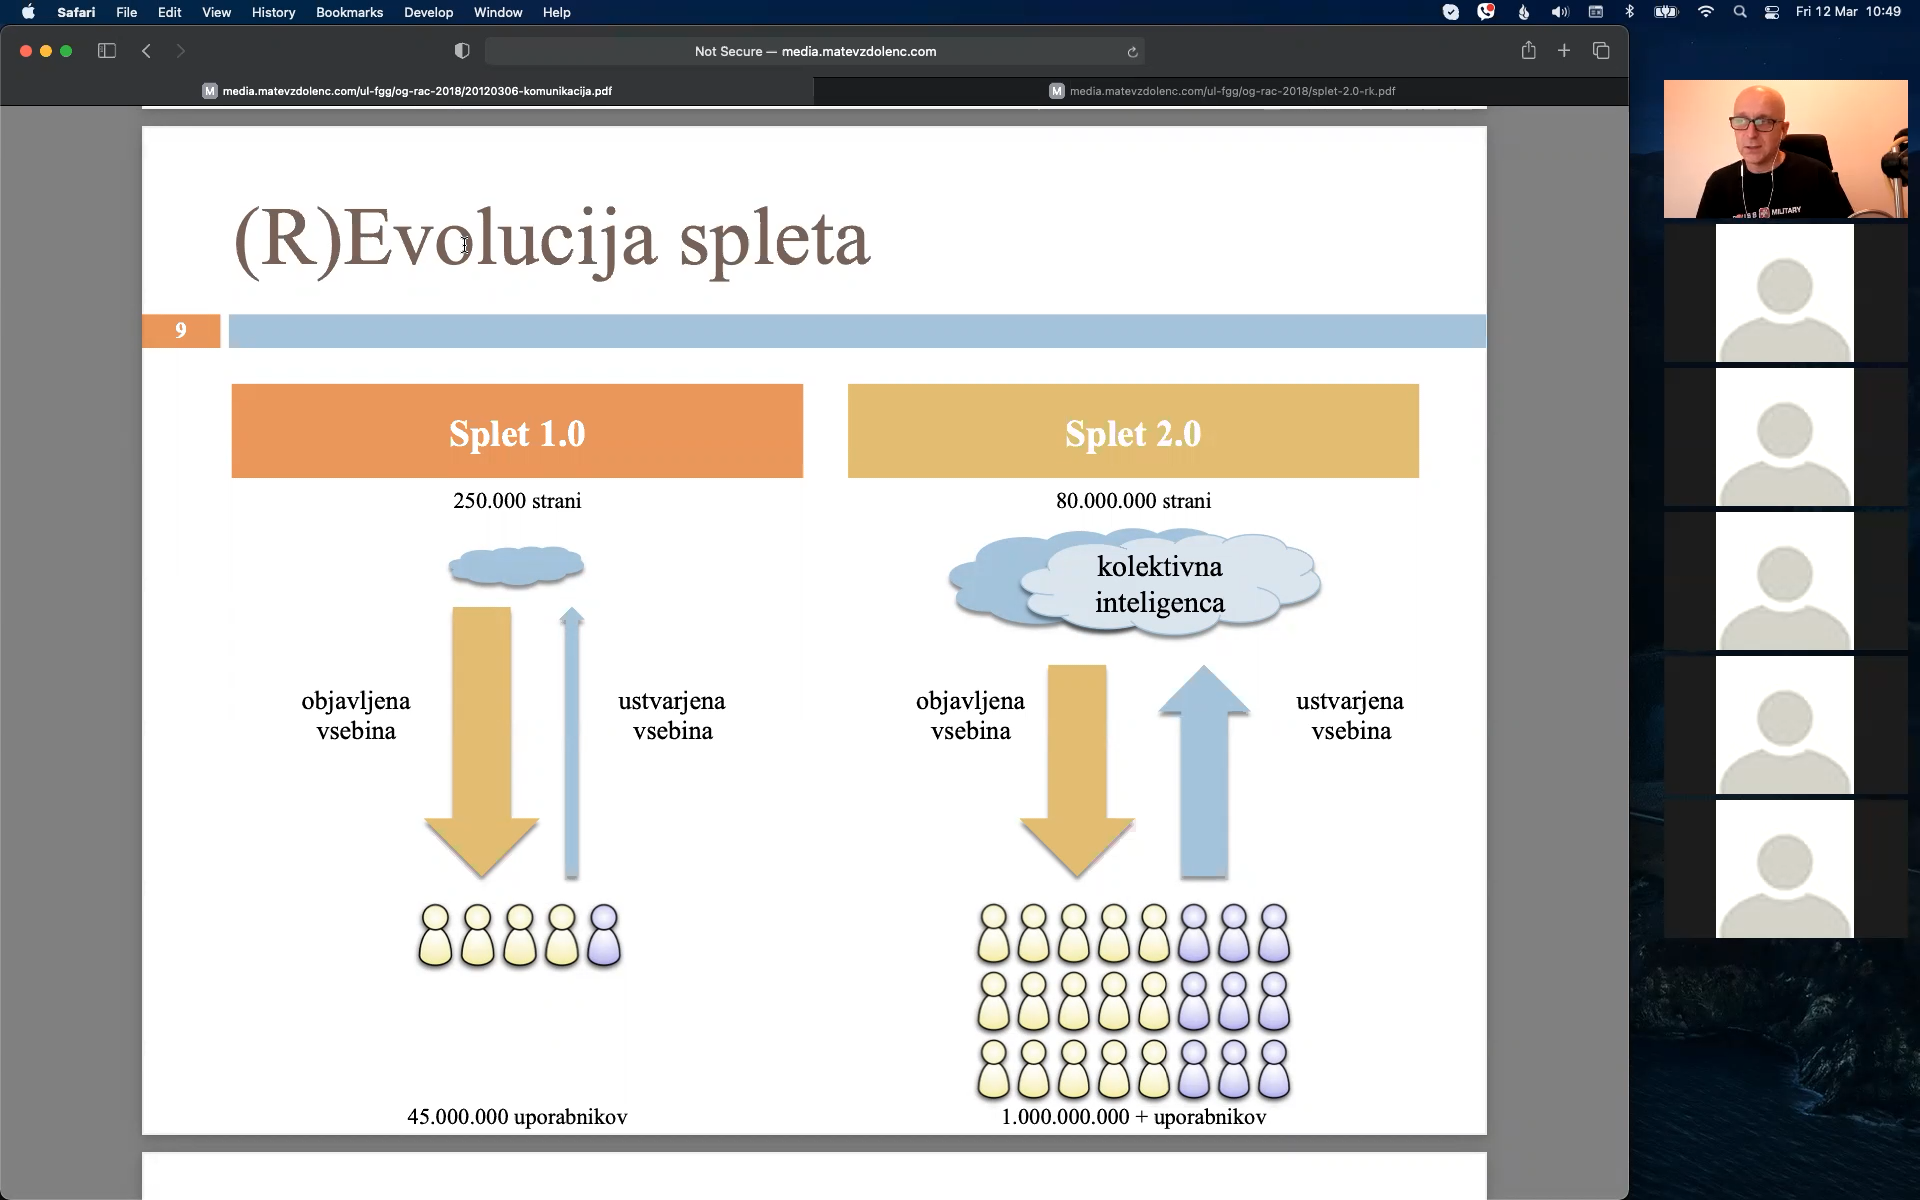 Safari File Edit View History Bookmarks Develop Window Help
Fri 12 Mar 10:49
Not Secure — media.matevzdolenc.com
M media.matevzdolenc.com/ul-fgg/og-rac-2018/20120306-komunikacija.pdf
M media.matevzdolenc.com/ul-fgg/og-rac-2018/splet-2.0-rk.pdf
(R)Evolucija spleta
9
Splet 1.0
250.000 strani
objavljena
vsebina
ustvarjena
vsebina
45.000.000 uporabnikov
Splet 2.0
80.000.000 strani
kolektivna
inteligenca
objavljena
vsebina
ustvarjena
vsebina
1.000.000.000 + uporabnikov
MILITARY